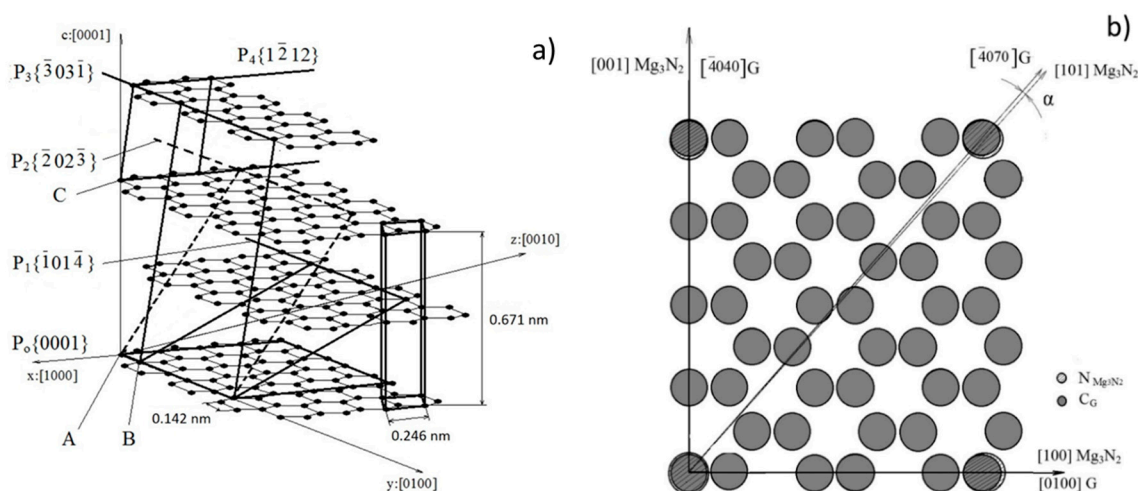 a)
c:[0001]
P₄{1 2̄ 12}
P₃{3̄ 03 1̄}
P₂{2̄ 02 3̄}
C
z:[0010]
P₁{1̄ 01 4̄}
0.671 nm
Pₒ{0001}
x:[1000]
0.142 nm
0.246 nm
A
B
y:[0100]
b)
[001] Mg₃N₂
[4̄040]G
[4̄070]G
[101] Mg₃N₂
α
N Mg₃N₂
C G
[100] Mg₃N₂
[0100] G